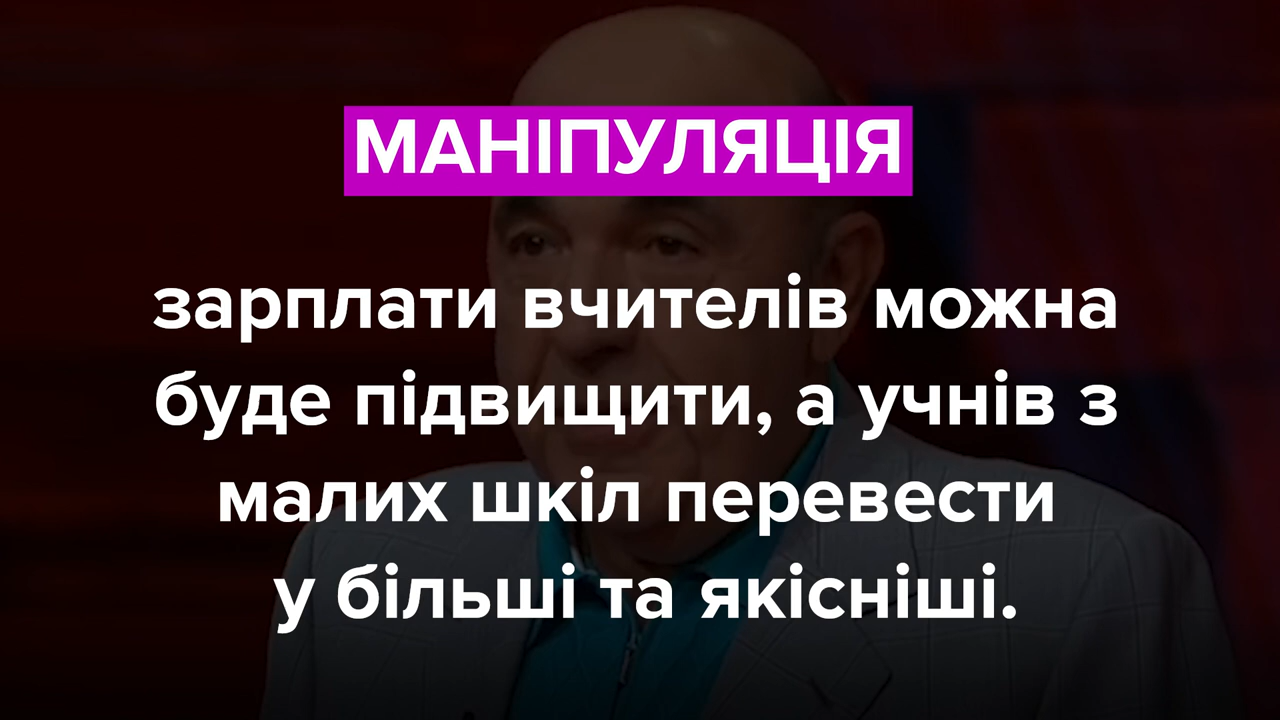 МАНІПУЛЯЦІЯ
зарплати вчителів можна
буде підвищити, а учнів з
малих шкіл перевести
у більші та якісніші.